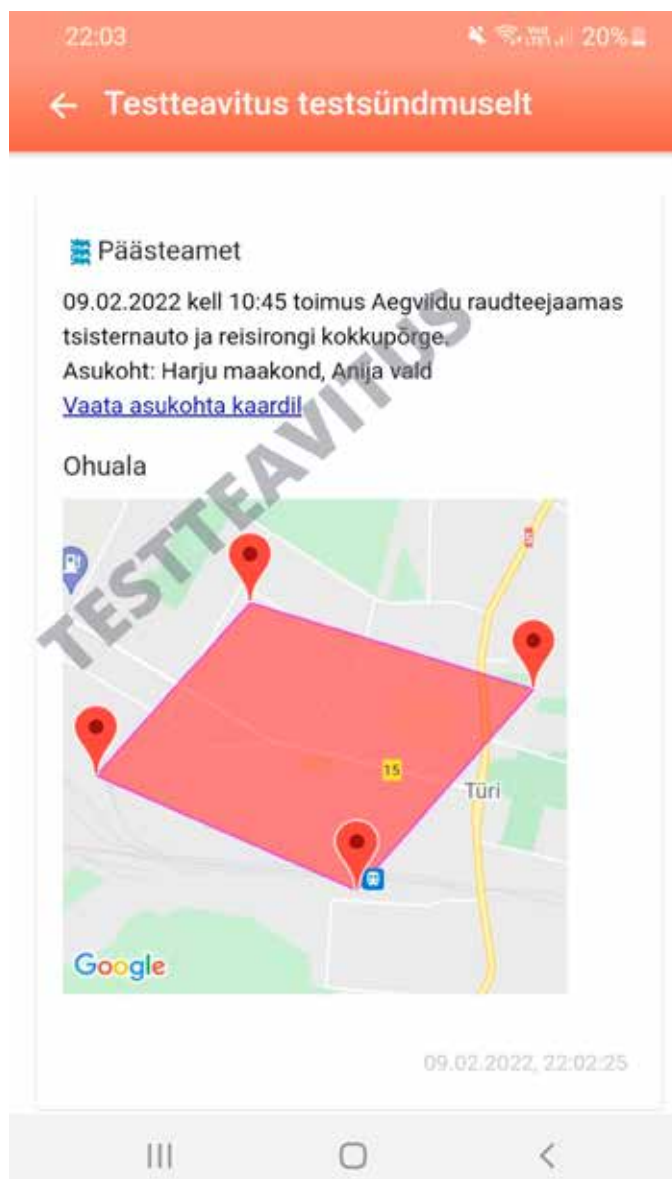 22:03
20%
Testteavitus testsündmuselt
Päästeamet
09.02.2022 kell 10:45 toimus Aegviidu raudteejaamas
tsisternauto ja reisirongi kokkupõrge.
Asukoht: Harju maakond, Anija vald
Vaata asukohta kaardil
Ohuala
TESTTEAVITUS
15
Türi
Google
09.02.2022, 22:02:25